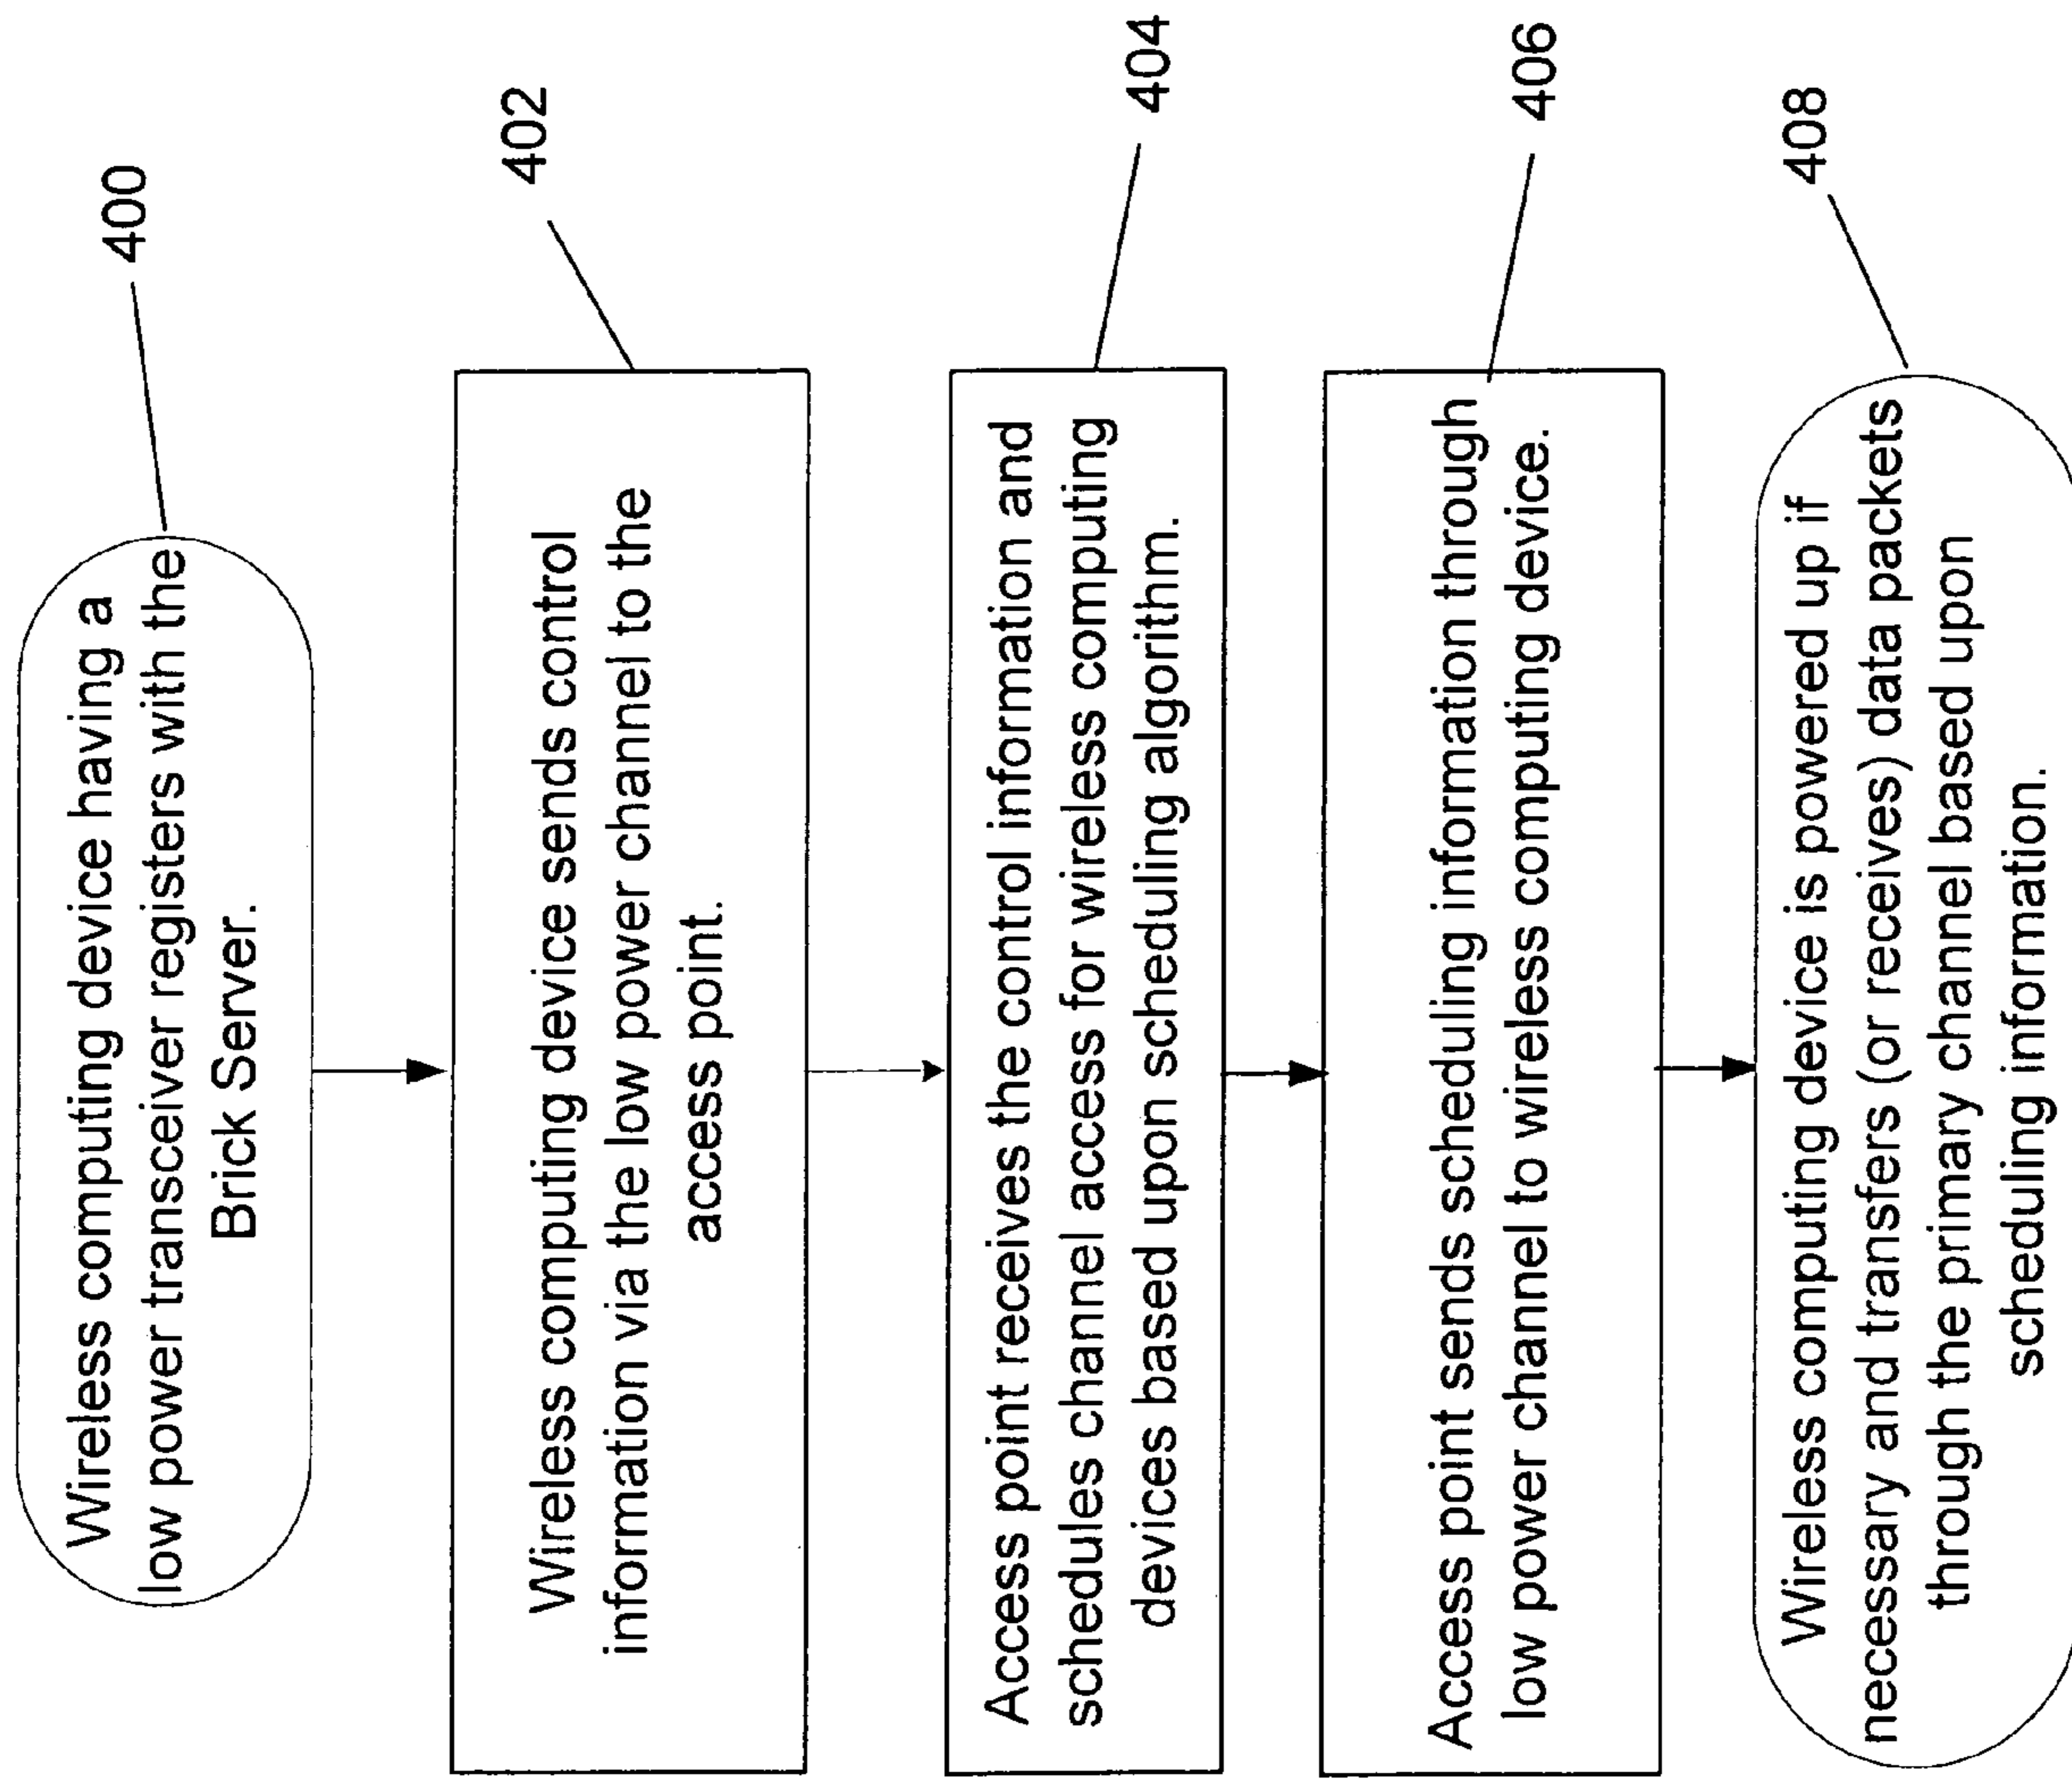 Wireless computing device having a
low power transceiver registers with the
Brick Server.
400
Wireless computing device sends control
information via the low power channel to the
access point.
402
Access point receives the control information and
schedules channel access for wireless computing
devices based upon scheduling algorithm.
404
Access point sends scheduling information through
low power channel to wireless computing device.
406
Wireless computing device is powered up if
necessary and transfers (or receives) data packets
through the primary channel based upon
scheduling information.
408